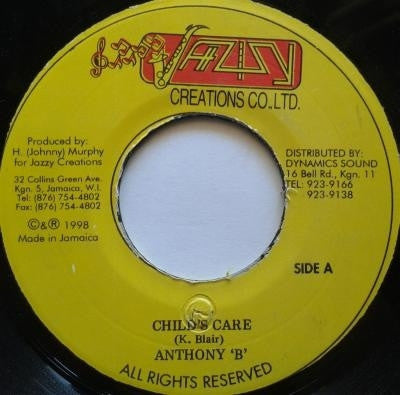 Jazzy
CREATIONS CO.LTD.
Produced by:
H. (Johnny) Murphy
for Jazzy Creations
32 Collins Green Ave.
Kgn. 5, Jamaica, W.I.
Tel: (876) 754-4802
Fax: (876) 754-4802
©&℗ 1998
Made in Jamaica
DISTRIBUTED BY:
DYNAMICS SOUND
16 Bell Rd., Kgn. 11
TEL: 923-9166
923-9138
SIDE A
CHILD'S CARE
(K. Blair)
ANTHONY 'B'
ALL RIGHTS RESERVED